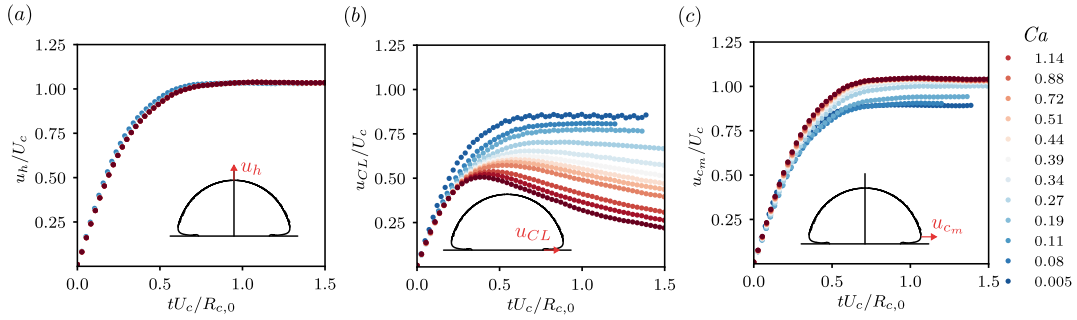 (a)
1.25
1.00
0.75
0.50
0.25
u_h/U_c
u_h
0.0 0.5 1.0 1.5
tU_c/R_{c,0}
(b)
1.25
1.00
0.75
0.50
0.25
u_{CL}/U_c
u_{CL}
0.0 0.5 1.0 1.5
tU_c/R_{c,0}
(c)
1.25
1.00
0.75
0.50
0.25
u_{c_m}/U_c
u_{c_m}
0.0 0.5 1.0 1.5
tU_c/R_{c,0}
Ca
1.14
0.88
0.72
0.51
0.44
0.39
0.34
0.27
0.19
0.11
0.08
0.005